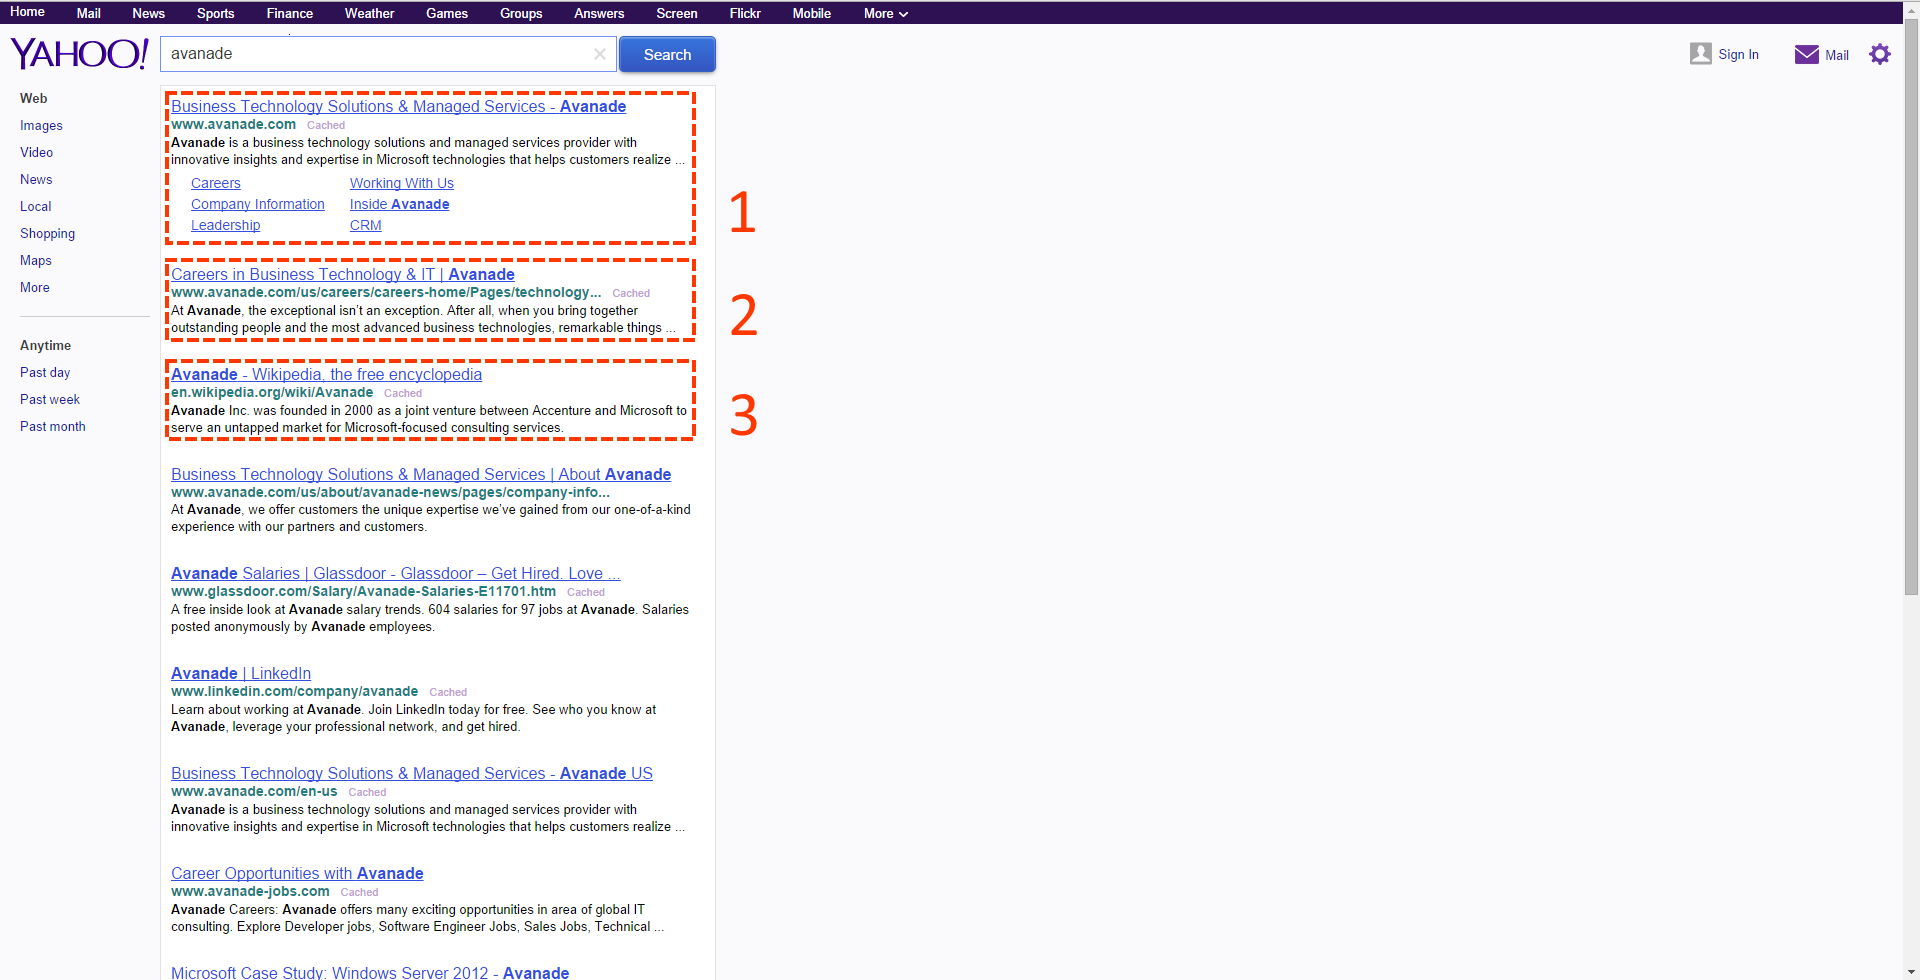 Home Mail News Sports Finance Weather Games Groups Answers Screen Flickr Mobile More
YAHOO! avanade Search Sign In Mail
Web
Images
Video
News
Local
Shopping
Maps
More
Anytime
Past day
Past week
Past month
Business Technology Solutions & Managed Services - Avanade
www.avanade.com Cached
Avanade is a business technology solutions and managed services provider with
innovative insights and expertise in Microsoft technologies that helps customers realize ...
Careers Working With Us
Company Information Inside Avanade
Leadership CRM
1
Careers in Business Technology & IT | Avanade
www.avanade.com/us/careers/careers-home/Pages/technology... Cached
At Avanade, the exceptional isn't an exception. After all, when you bring together
outstanding people and the most advanced business technologies, remarkable things ...
2
Avanade - Wikipedia, the free encyclopedia
en.wikipedia.org/wiki/Avanade Cached
Avanade Inc. was founded in 2000 as a joint venture between Accenture and Microsoft to
serve an untapped market for Microsoft-focused consulting services.
3
Business Technology Solutions & Managed Services | About Avanade
www.avanade.com/us/about/avanade-news/pages/company-info...
At Avanade, we offer customers the unique expertise we've gained from our one-of-a-kind
experience with our partners and customers.
Avanade Salaries | Glassdoor - Glassdoor – Get Hired. Love ...
www.glassdoor.com/Salary/Avanade-Salaries-E11701.htm Cached
A free inside look at Avanade salary trends. 604 salaries for 97 jobs at Avanade. Salaries
posted anonymously by Avanade employees.
Avanade | LinkedIn
www.linkedin.com/company/avanade Cached
Learn about working at Avanade. Join LinkedIn today for free. See who you know at
Avanade, leverage your professional network, and get hired.
Business Technology Solutions & Managed Services - Avanade US
www.avanade.com/en-us Cached
Avanade is a business technology solutions and managed services provider with
innovative insights and expertise in Microsoft technologies that helps customers realize ...
Career Opportunities with Avanade
www.avanade-jobs.com Cached
Avanade Careers: Avanade offers many exciting opportunities in area of global IT
consulting. Explore Developer jobs, Software Engineer Jobs, Sales Jobs, Technical ...
Microsoft Case Study: Windows Server 2012 - Avanade